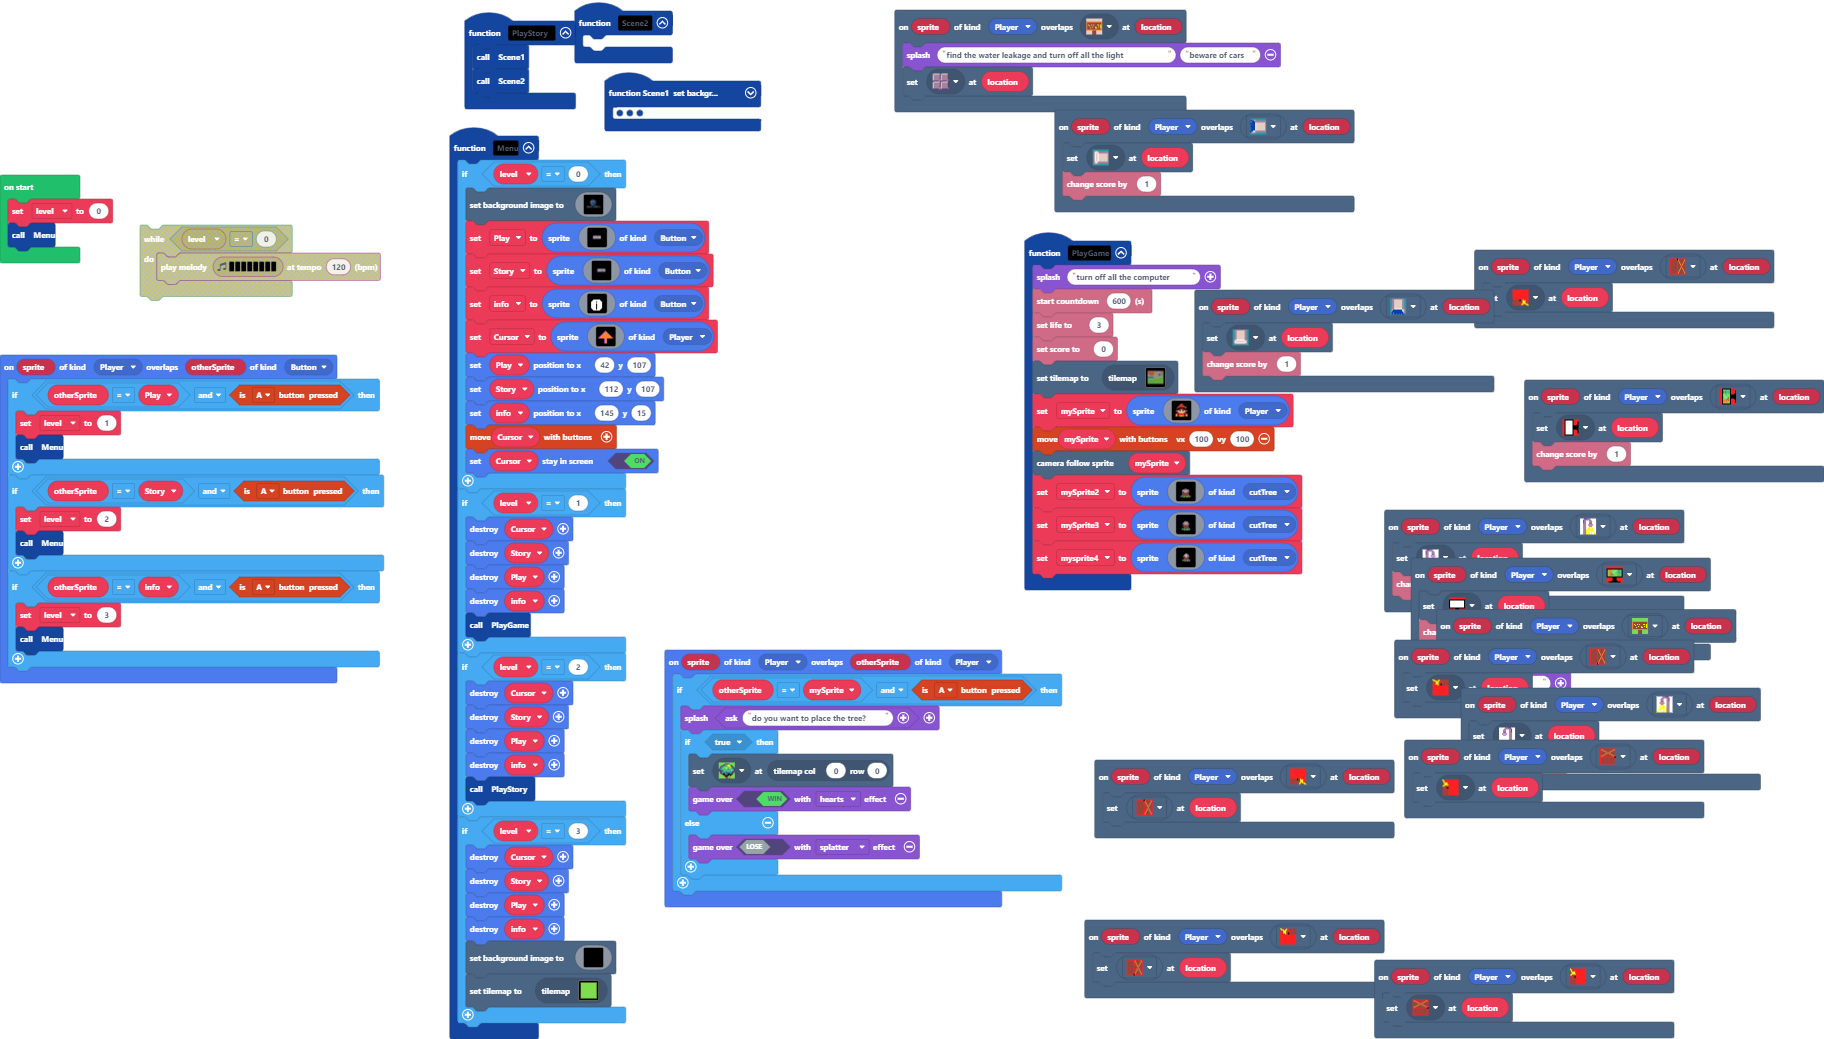 function PlayStory
call Scene1
call Scene2
function Scene2
function Scene1 set backgr...
on start
set level to 0
call Menu
while level = 0
do
play melody at tempo 120 (bpm)
on sprite of kind Player overlaps otherSprite of kind Button
if otherSprite = Play and is A button pressed then
set level to 1
call Menu
if otherSprite = Story and is A button pressed then
set level to 2
call Menu
if otherSprite = info and is A button pressed then
set level to 3
call Menu
function Menu
if level = 0 then
set background image to
set Play to sprite of kind Button
set Story to sprite of kind Button
set info to sprite of kind Button
set Cursor to sprite of kind Player
set Play position to x 42 y 107
set Story position to x 112 y 107
set info position to x 145 y 15
move Cursor with buttons
set Cursor stay in screen ON
if level = 1 then
destroy Cursor
destroy Story
destroy Play
destroy info
call PlayGame
if level = 2 then
destroy Cursor
destroy Story
destroy Play
destroy info
call PlayStory
if level = 3 then
destroy Cursor
destroy Story
destroy Play
destroy info
set background image to
set tilemap to tilemap
on sprite of kind Player overlaps otherSprite of kind Player
if otherSprite = mySprite and is A button pressed then
splash ask "do you want to place the tree?"
if true then
set at tilemap col 0 row 0
game over WIN with hearts effect
else
game over LOSE with splatter effect
on sprite of kind Player overlaps at location
splash "find the water leakage and turn off all the light" "beware of cars"
set at location
on sprite of kind Player overlaps at location
set at location
change score by 1
function PlayGame
splash "turn off all the computer"
start countdown 600 (s)
set life to 3
set score to 0
set tilemap to tilemap
set mySprite to sprite of kind Player
move mySprite with buttons vx 100 vy 100
camera follow sprite mySprite
set mySprite2 to sprite of kind cutTree
set mySprite3 to sprite of kind cutTree
set mysprite4 to sprite of kind cutTree
on sprite of kind Player overlaps at location
t at location
on sprite of kind Player overlaps at location
set at location
change score by 1
on sprite of kind Player overlaps at location
set at location
change score by 1
on sprite of kind Player overlaps at location
set at location
cha
on sprite of kind Player overlaps at location
set at location
cha
on sprite of kind Player overlaps at location
on sprite of kind Player overlaps at location
set at location
on sprite of kind Player overlaps at location
set at location
on sprite of kind Player overlaps at location
set at location
on sprite of kind Player overlaps at location
set at location
on sprite of kind Player overlaps at location
set at location
on sprite of kind Player overlaps at location
set at location